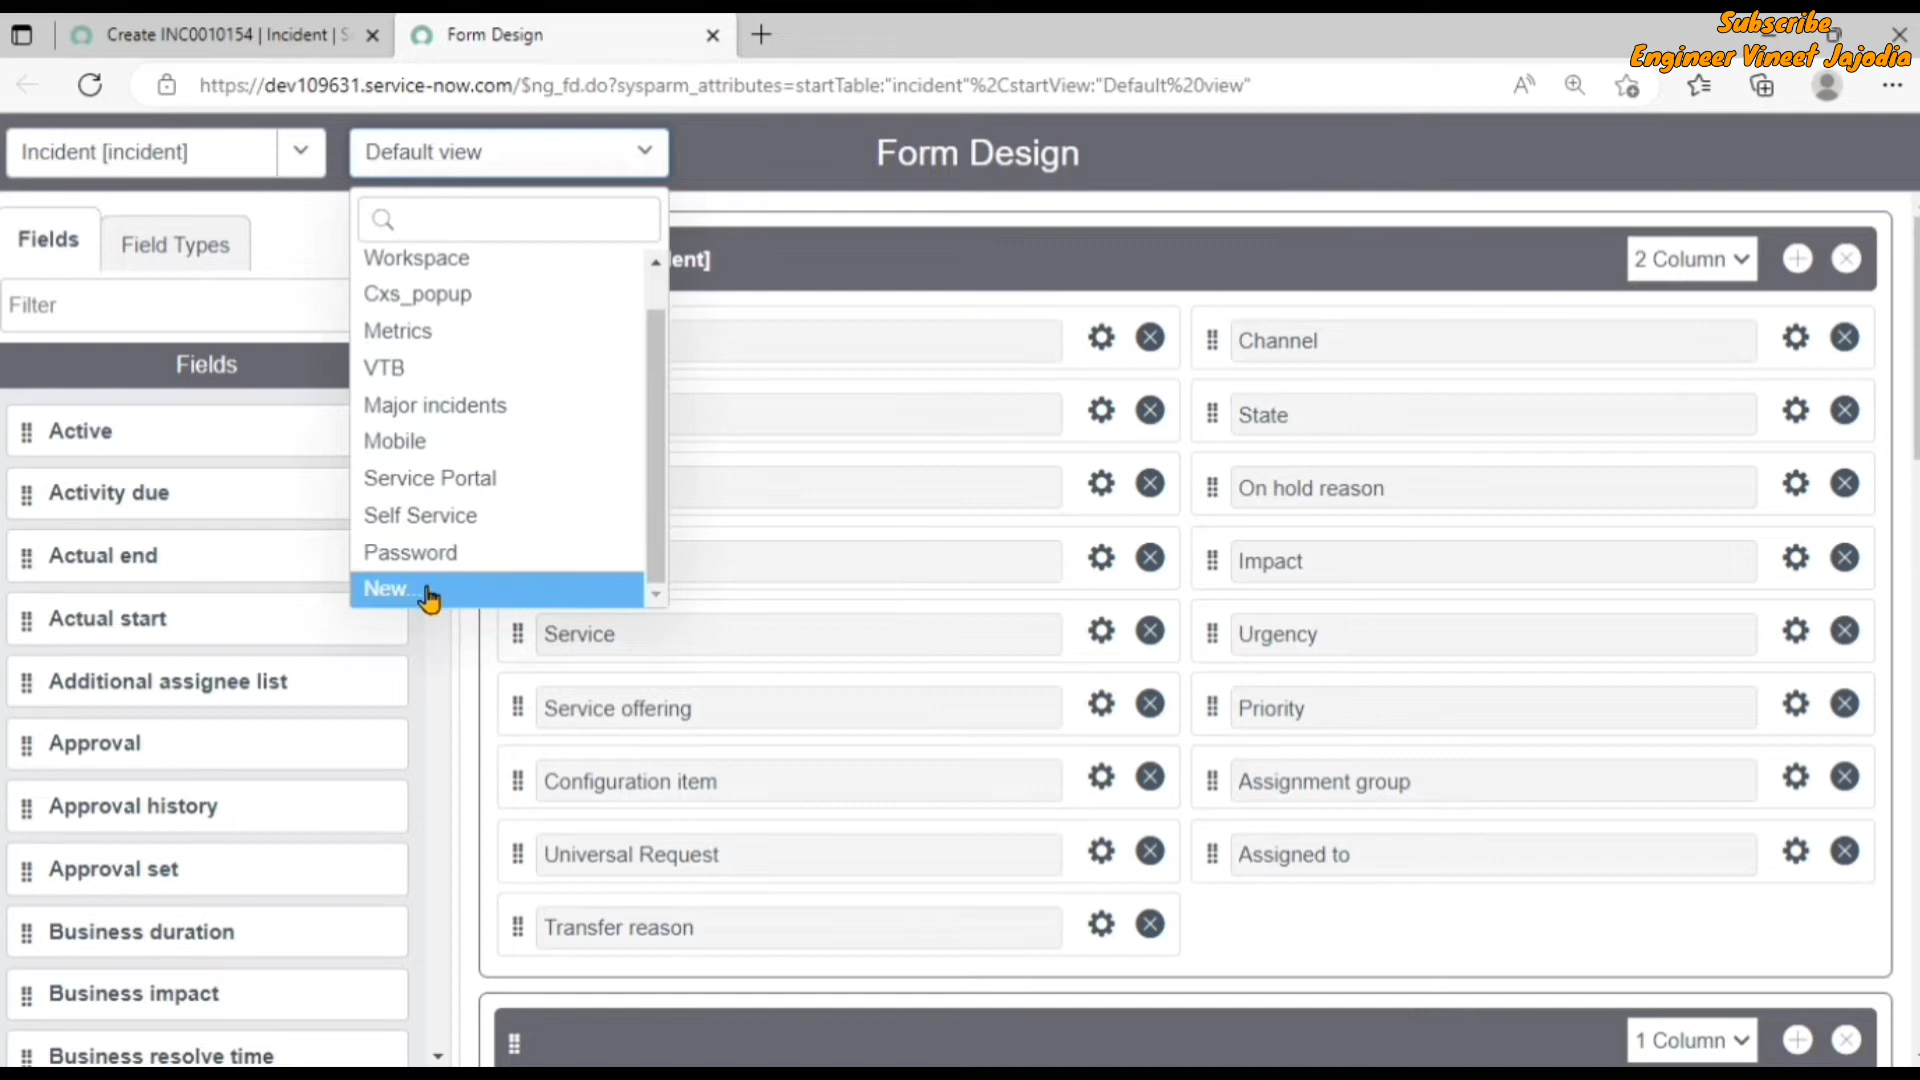 Subscribe
Engineer Vineet Jajodia
Create INC0010154 | Incident | S
Form Design
https://dev109631.service-now.com/$ng_fd.do?sysparm_attributes=startTable:"incident"%2CstartView:"Default%20view"
Incident [incident]
Default view
Form Design
Fields
Field Types
Filter
Fields
Active
Activity due
Actual end
Actual start
Additional assignee list
Approval
Approval history
Approval set
Business duration
Business impact
Business resolve time
Workspace
Cxs_popup
Metrics
VTB
Major incidents
Mobile
Service Portal
Self Service
Password
New...
ent]
2 Column
Service
Service offering
Configuration item
Universal Request
Transfer reason
Channel
State
On hold reason
Impact
Urgency
Priority
Assignment group
Assigned to
1 Column